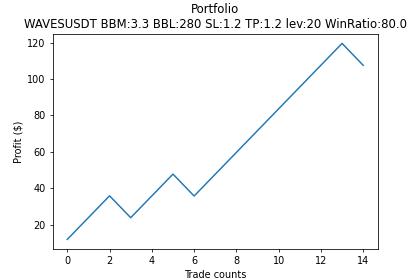 Portfolio
WAVESUSDT BBM:3.3 BBL:280 SL:1.2 TP:1.2 lev:20 WinRatio:80.0
120
100
80
60
40
20
Profit ($)
0 2 4 6 8 10 12 14
Trade counts